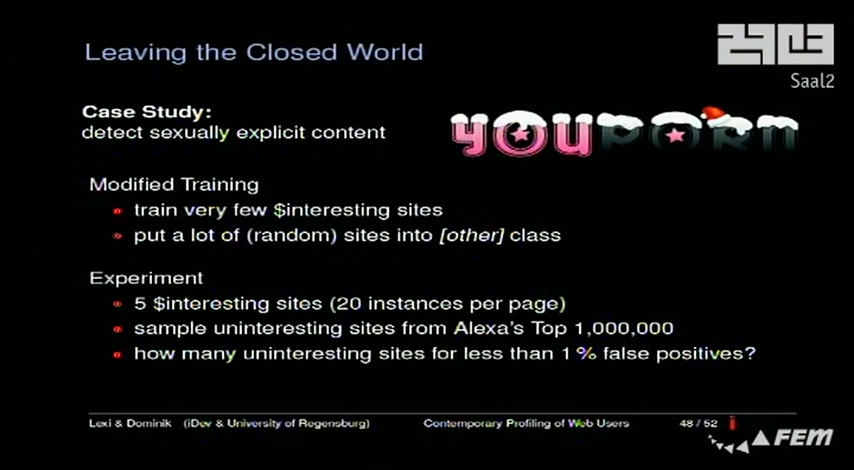 Leaving the Closed World
29C3
Saal2
Case Study:
detect sexually explicit content
YOUPORN
Modified Training
train very few $interesting sites
put a lot of (random) sites into [other] class
Experiment
5 $interesting sites (20 instances per page)
sample uninteresting sites from Alexa's Top 1,000,000
how many uninteresting sites for less than 1 % false positives?
Lexi & Dominik (iDev & University of Regensburg) Contemporary Profiling of Web Users 48 / 52
FEM